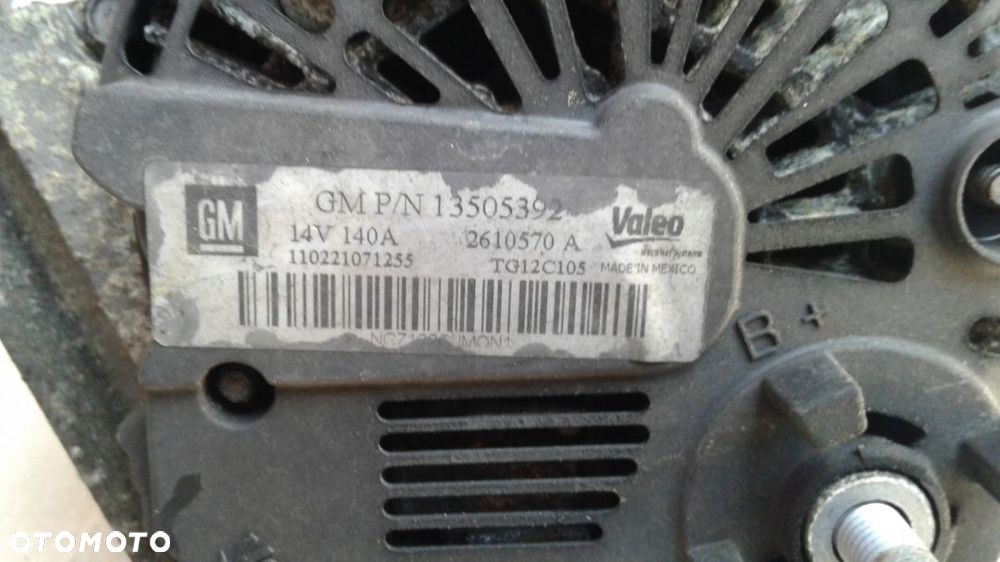 GM
GM P/N 13505392
14V 140A 2610570 A
Valeo
110221071255 TG12C105 MADE IN MEXICO
B +
OTOMOTO